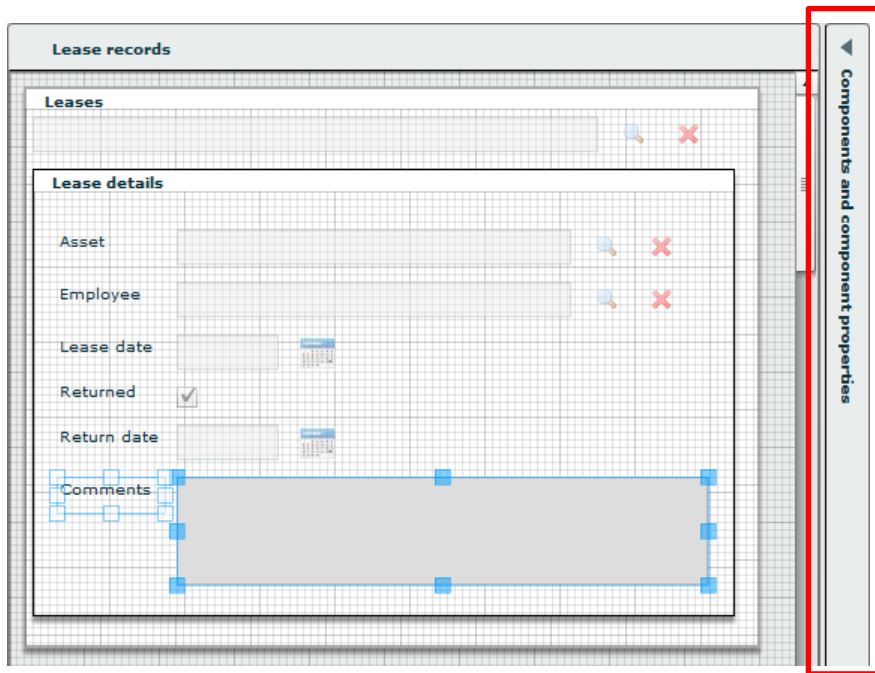 Lease records
Leases
Lease details
Asset
Employee
Lease date
Returned
Return date
Comments
Components and component properties